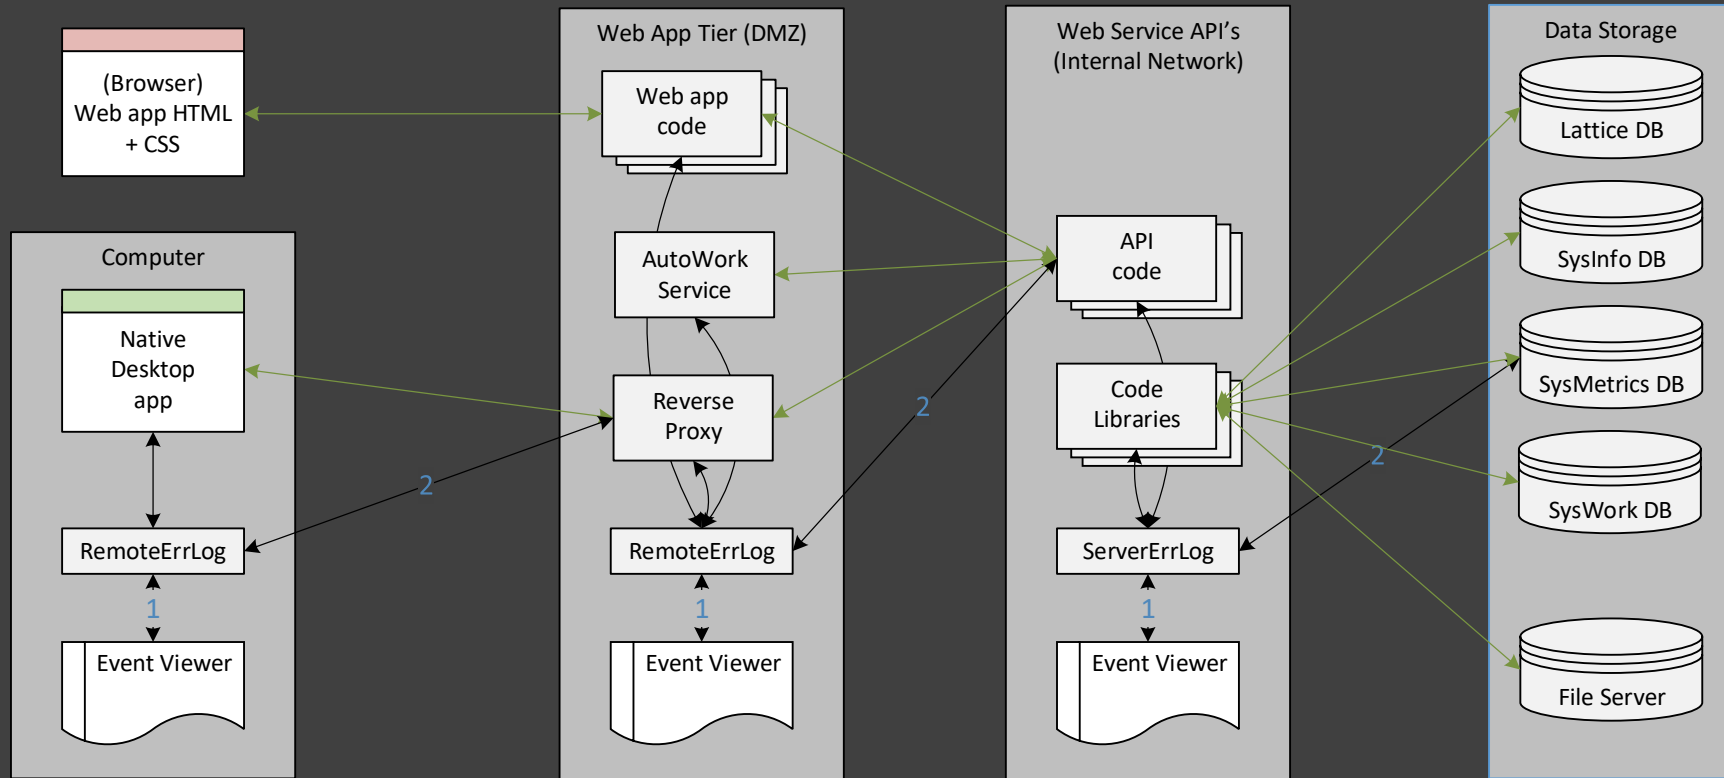 (Browser)
Web app HTML
+ CSS
Computer
Native
Desktop
app
RemoteErrLog
1
Event Viewer
2
Web App Tier (DMZ)
Web app
code
AutoWork
Service
Reverse
Proxy
RemoteErrLog
1
Event Viewer
2
Web Service API's
(Internal Network)
API
code
Code
Libraries
ServerErrLog
1
Event Viewer
2
Data Storage
Lattice DB
SysInfo DB
SysMetrics DB
SysWork DB
File Server